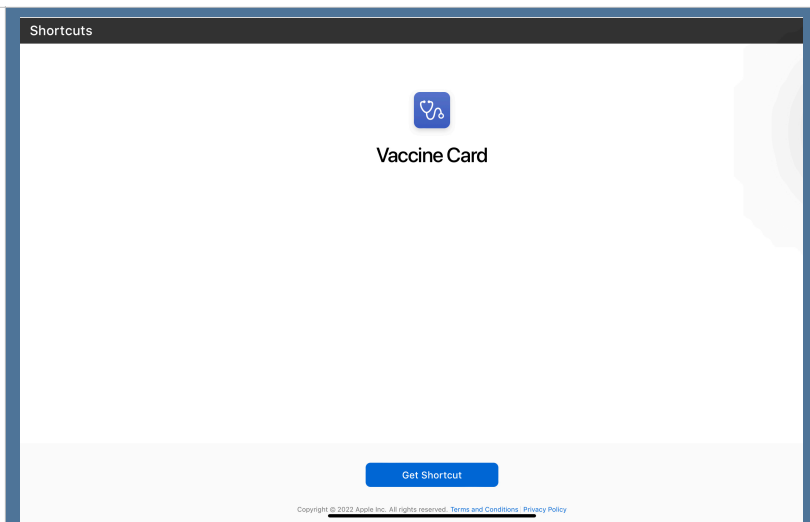 Shortcuts
Vaccine Card
Get Shortcut
Copyright © 2022 Apple Inc. All rights reserved. Terms and Conditions | Privacy Policy